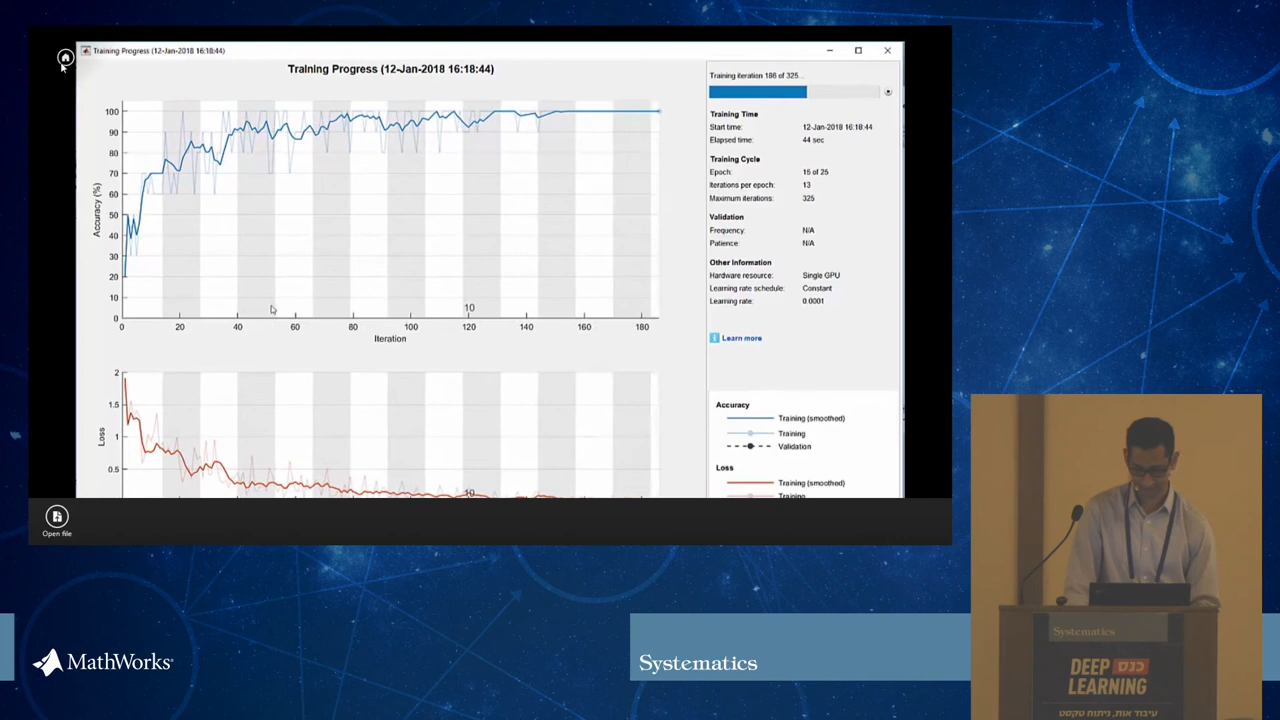 Training Progress (12-Jan-2018 16:18:44)
Training Progress (12-Jan-2018 16:18:44)
Training iteration 186 of 325...
Training Time
Start time: 12-Jan-2018 16:18:44
Elapsed time: 44 sec
Training Cycle
Epoch: 15 of 25
Iterations per epoch: 13
Maximum iterations: 325
Validation
Frequency: N/A
Patience: N/A
Other Information
Hardware resource: Single GPU
Learning rate schedule: Constant
Learning rate: 0.0001
Learn more
Accuracy
Training (smoothed)
Training
Validation
Loss
Training (smoothed)
Training
Accuracy (%)
100
90
80
70
60
50
40
30
20
10
0
10
0 20 40 60 80 100 120 140 160 180
Iteration
Loss
2
1.5
1
0.5
10
Open file
MathWorks®
Systematics
Systematics
DEEP כנס
LEARNING
עיבוד אות, ניתוח טקסט